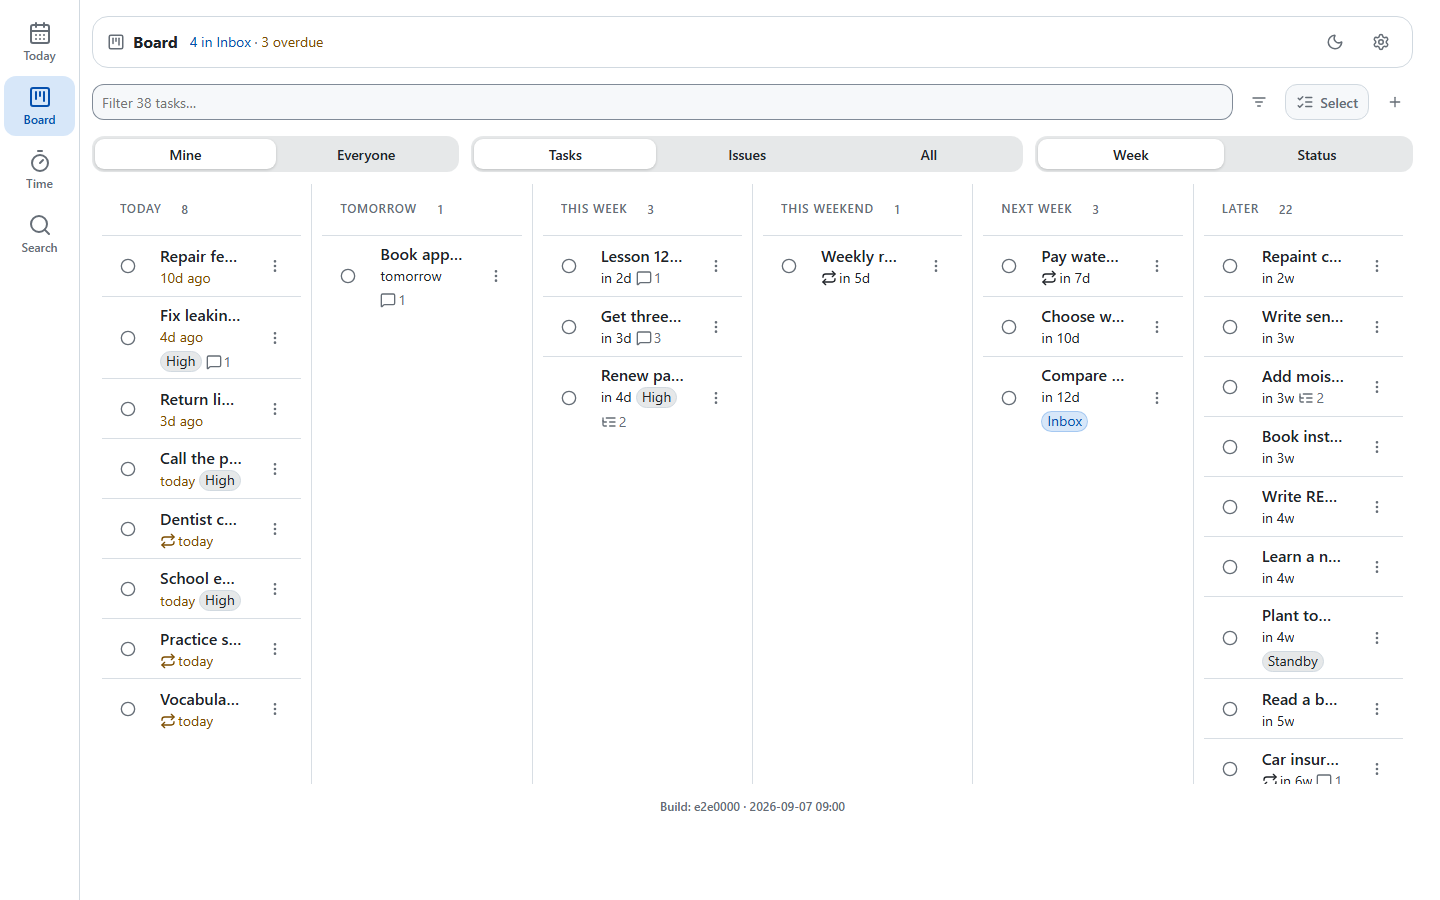 Today
Board
Time
Search
Board 4 in Inbox · 3 overdue
Filter 38 tasks...
Select
Mine Everyone
Tasks Issues All
Week Status
TODAY 8
Repair fe...
10d ago
Fix leakin...
4d ago
High 1
Return li...
3d ago
Call the p...
today High
Dentist c...
today
School e...
today High
Practice s...
today
Vocabula...
today
TOMORROW 1
Book app...
tomorrow
1
THIS WEEK 3
Lesson 12...
in 2d 1
Get three...
in 3d 3
Renew pa...
in 4d High
2
THIS WEEKEND 1
Weekly r...
in 5d
NEXT WEEK 3
Pay wate...
in 7d
Choose w...
in 10d
Compare ...
in 12d
Inbox
LATER 22
Repaint c...
in 2w
Write sen...
in 3w
Add mois...
in 3w 2
Book inst...
in 3w
Write RE...
in 4w
Learn a n...
in 4w
Plant to...
in 4w
Standby
Read a b...
in 5w
Car insur...
in 6w 1
Build: e2e0000 · 2026-09-07 09:00